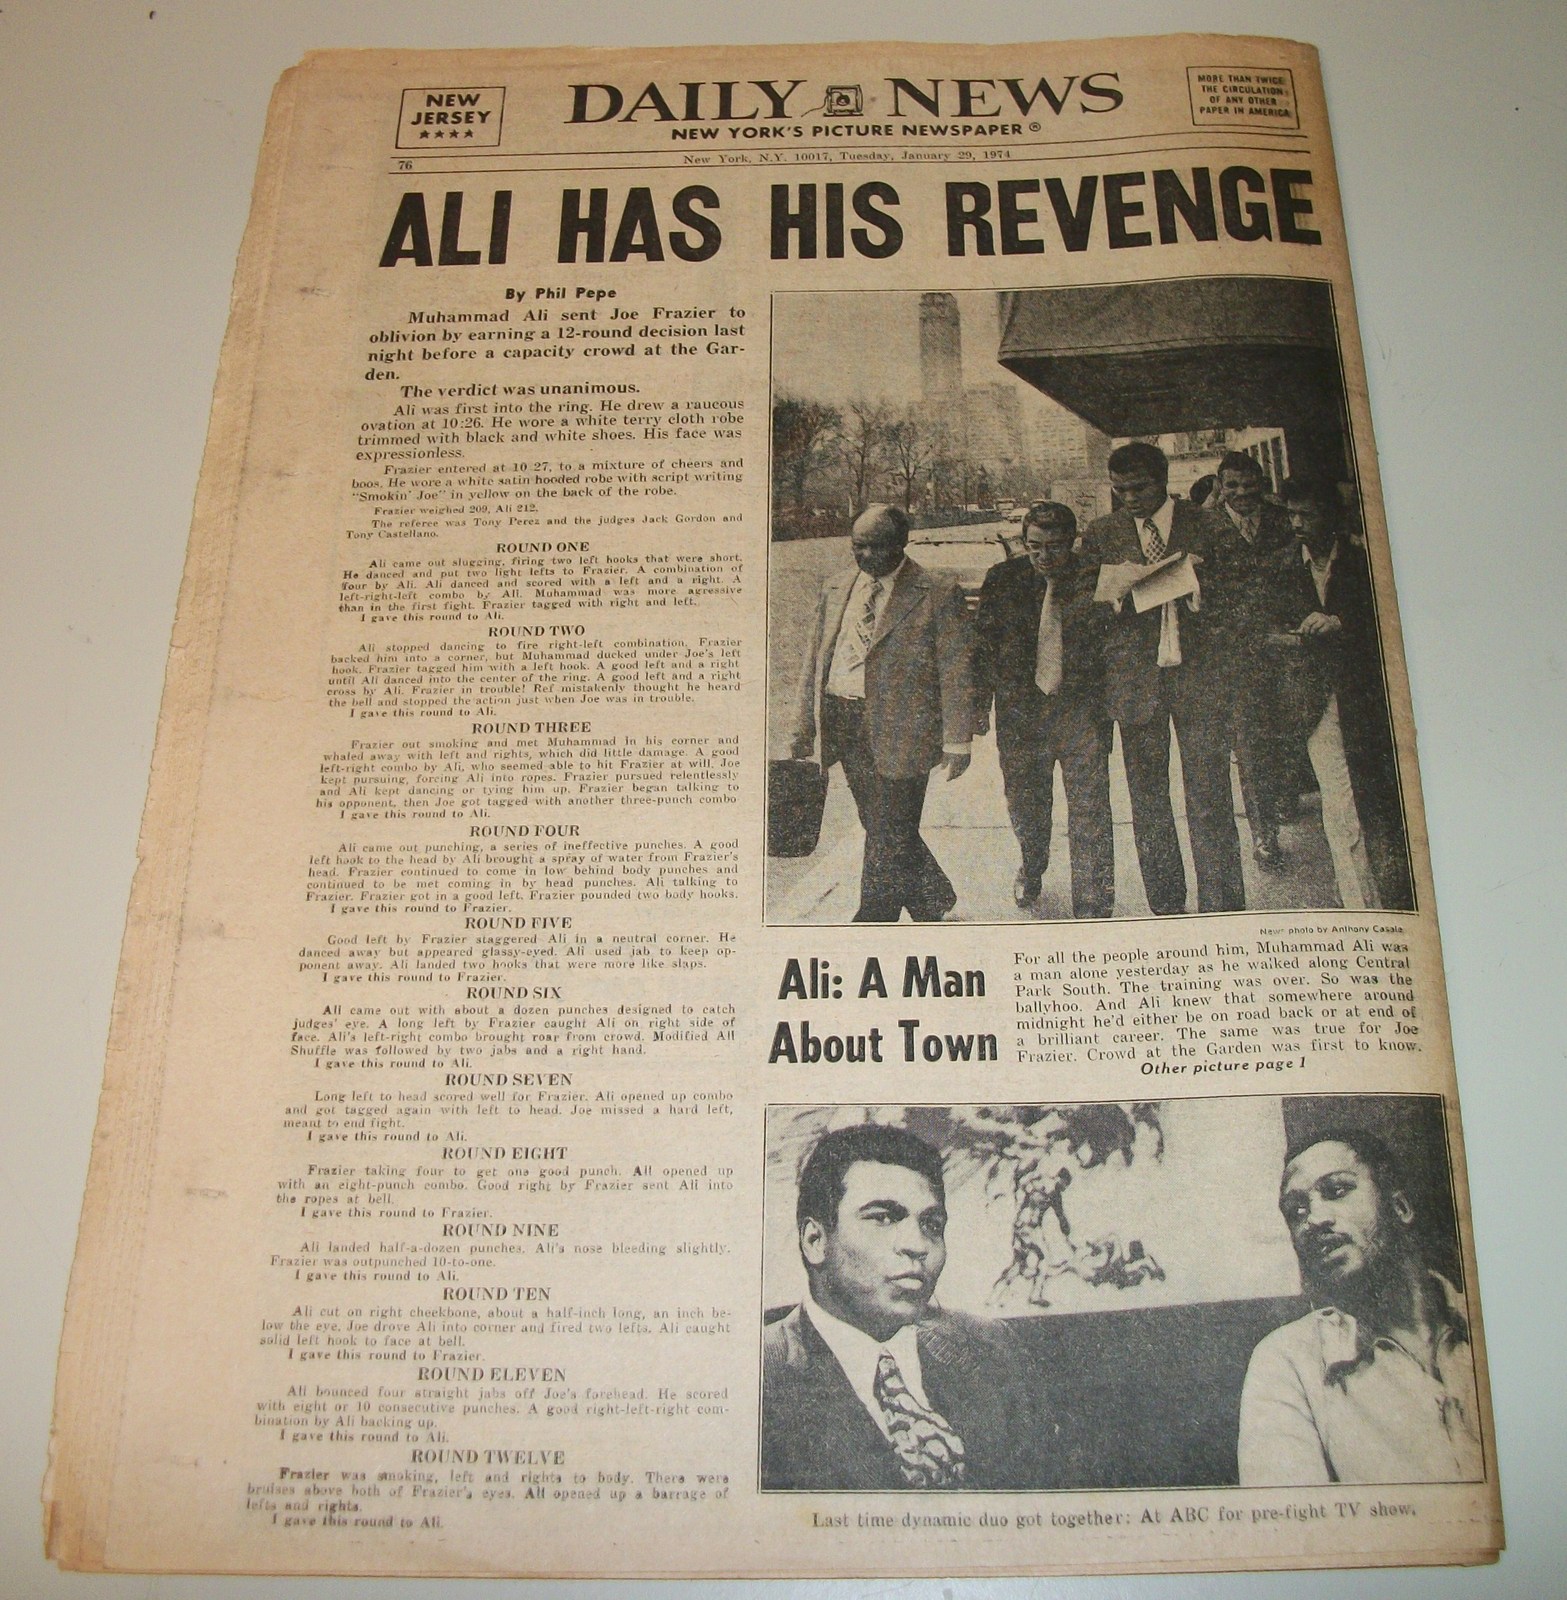 NEW
JERSEY
★★★★
DAILY NEWS
NEW YORK'S PICTURE NEWSPAPER ®
MORE THAN TWICE
THE CIRCULATION
OF ANY OTHER
PAPER IN AMERICA
76
New York, N.Y. 10017, Tuesday, January 29, 1974
ALI HAS HIS REVENGE
By Phil Pepe
Muhammad Ali sent Joe Frazier to
oblivion by earning a 12-round decision last
night before a capacity crowd at the Gar-
den.
The verdict was unanimous.
Ali was first into the ring. He drew a raucous
ovation at 10:26. He wore a white terry cloth robe
trimmed with black and white shoes. His face was
expressionless.
Frazier entered at 10 27, to a mixture of cheers and
boos. He wore a white satin hooded robe with script writing
"Smokin' Joe" in yellow on the back of the robe.
Frazier weighed 209, Ali 212.
The referee was Tony Perez and the judges Jack Gordon and
Tony Castellano.
ROUND ONE
Ali came out slugging, firing two left hooks that were short.
He danced and put two light lefts to Frazier. A combination of
four by Ali. Ali danced and scored with a left and a right. A
left-right-left combo by Ali. Muhammad was more agressive
than in the first fight. Frazier tagged with right and left.
I gave this round to Ali.
ROUND TWO
Ali stopped dancing to fire right-left combination. Frazier
backed him into a corner, but Muhammad ducked under Joe's left
hook. Frazier tagged him with a left hook. A good left and a right
until Ali danced into the center of the ring. A good left and a right
cross by Ali. Frazier in trouble! Ref mistakenly thought he heard
the bell and stopped the action just when Joe was in trouble.
I gave this round to Ali.
ROUND THREE
Frazier out smoking and met Muhammad in his corner and
whaled away with left and rights, which did little damage. A good
left-right combo by Ali, who seemed able to hit Frazier at will. Joe
kept pursuing, forcing Ali into ropes. Frazier pursued relentlessly
and Ali kept dancing or tying him up. Frazier began talking to
his opponent, then Joe got tagged with another three-punch combo
I gave this round to Ali.
ROUND FOUR
Ali came out punching, a series of ineffective punches. A good
left hook to the head by Ali brought a spray of water from Frazier's
head. Frazier continued to come in low behind body punches and
continued to be met coming in by head punches. Ali talking to
Frazier. Frazier got in a good left. Frazier pounded two body hooks.
I gave this round to Frazier.
ROUND FIVE
Good left by Frazier staggered Ali in a neutral corner. He
danced away but appeared glassy-eyed. Ali used jab to keep op-
ponent away. Ali landed two hooks that were more like slaps.
I gave this round to Frazier.
ROUND SIX
Ali came out with about a dozen punches designed to catch
judges' eye. A long left by Frazier caught Ali on right side of
face. Ali's left-right combo brought roar from crowd. Modified Ali
Shuffle was followed by two jabs and a right hand.
I gave this round to Ali.
ROUND SEVEN
Long left to head scored well for Frazier. Ali opened up combo
and got tagged again with left to head. Joe missed a hard left,
meant to end fight.
I gave this round to Ali.
ROUND EIGHT
Frazier taking four to get one good punch. Ali opened up
with an eight-punch combo. Good right by Frazier sent Ali into
the ropes at bell.
I gave this round to Frazier.
ROUND NINE
Ali landed half-a-dozen punches. Ali's nose bleeding slightly.
Frazier was outpunched 10-to-one.
I gave this round to Ali.
ROUND TEN
Ali cut on right cheekbone, about a half-inch long, an inch be-
low the eye. Joe drove Ali into corner and fired two lefts. Ali caught
solid left hook to face at bell.
I gave this round to Frazier.
ROUND ELEVEN
Ali bounced four straight jabs off Joe's forehead. He scored
with eight or 10 consecutive punches. A good right-left-right com-
bination by Ali backing up.
I gave this round to Ali.
ROUND TWELVE
Frazier was smoking, left and rights to body. There were
bruises above both of Frazier's eyes. Ali opened up a barrage of
lefts and rights.
I gave this round to Ali.
News photo by Anthony Casale
Ali: A Man
About Town
For all the people around him, Muhammad Ali was
a man alone yesterday as he walked along Central
Park South. The training was over. So was the
ballyhoo. And Ali knew that somewhere around
midnight he'd either be on road back or at end of
a brilliant career. The same was true for Joe
Frazier. Crowd at the Garden was first to know.
Other picture page 1
Last time dynamic duo got together: At ABC for pre-fight TV show.